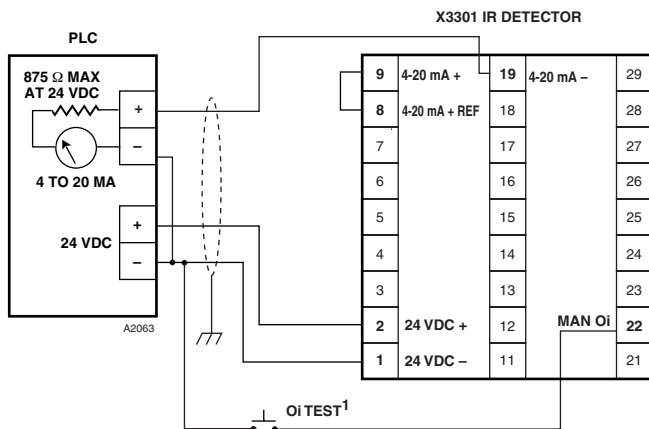 X3301 IR DETECTOR
PLC
875 Ω MAX
AT 24 VDC
+
–
4 TO 20 MA
+
24 VDC
–
A2063
9 4-20 mA + 19 4-20 mA – 29
8 4-20 mA + REF 18 28
7 17 27
6 16 26
5 15 25
4 14 24
3 13 23
2 24 VDC + 12 MAN Oi 22
1 24 VDC – 11 21
Oi TEST1